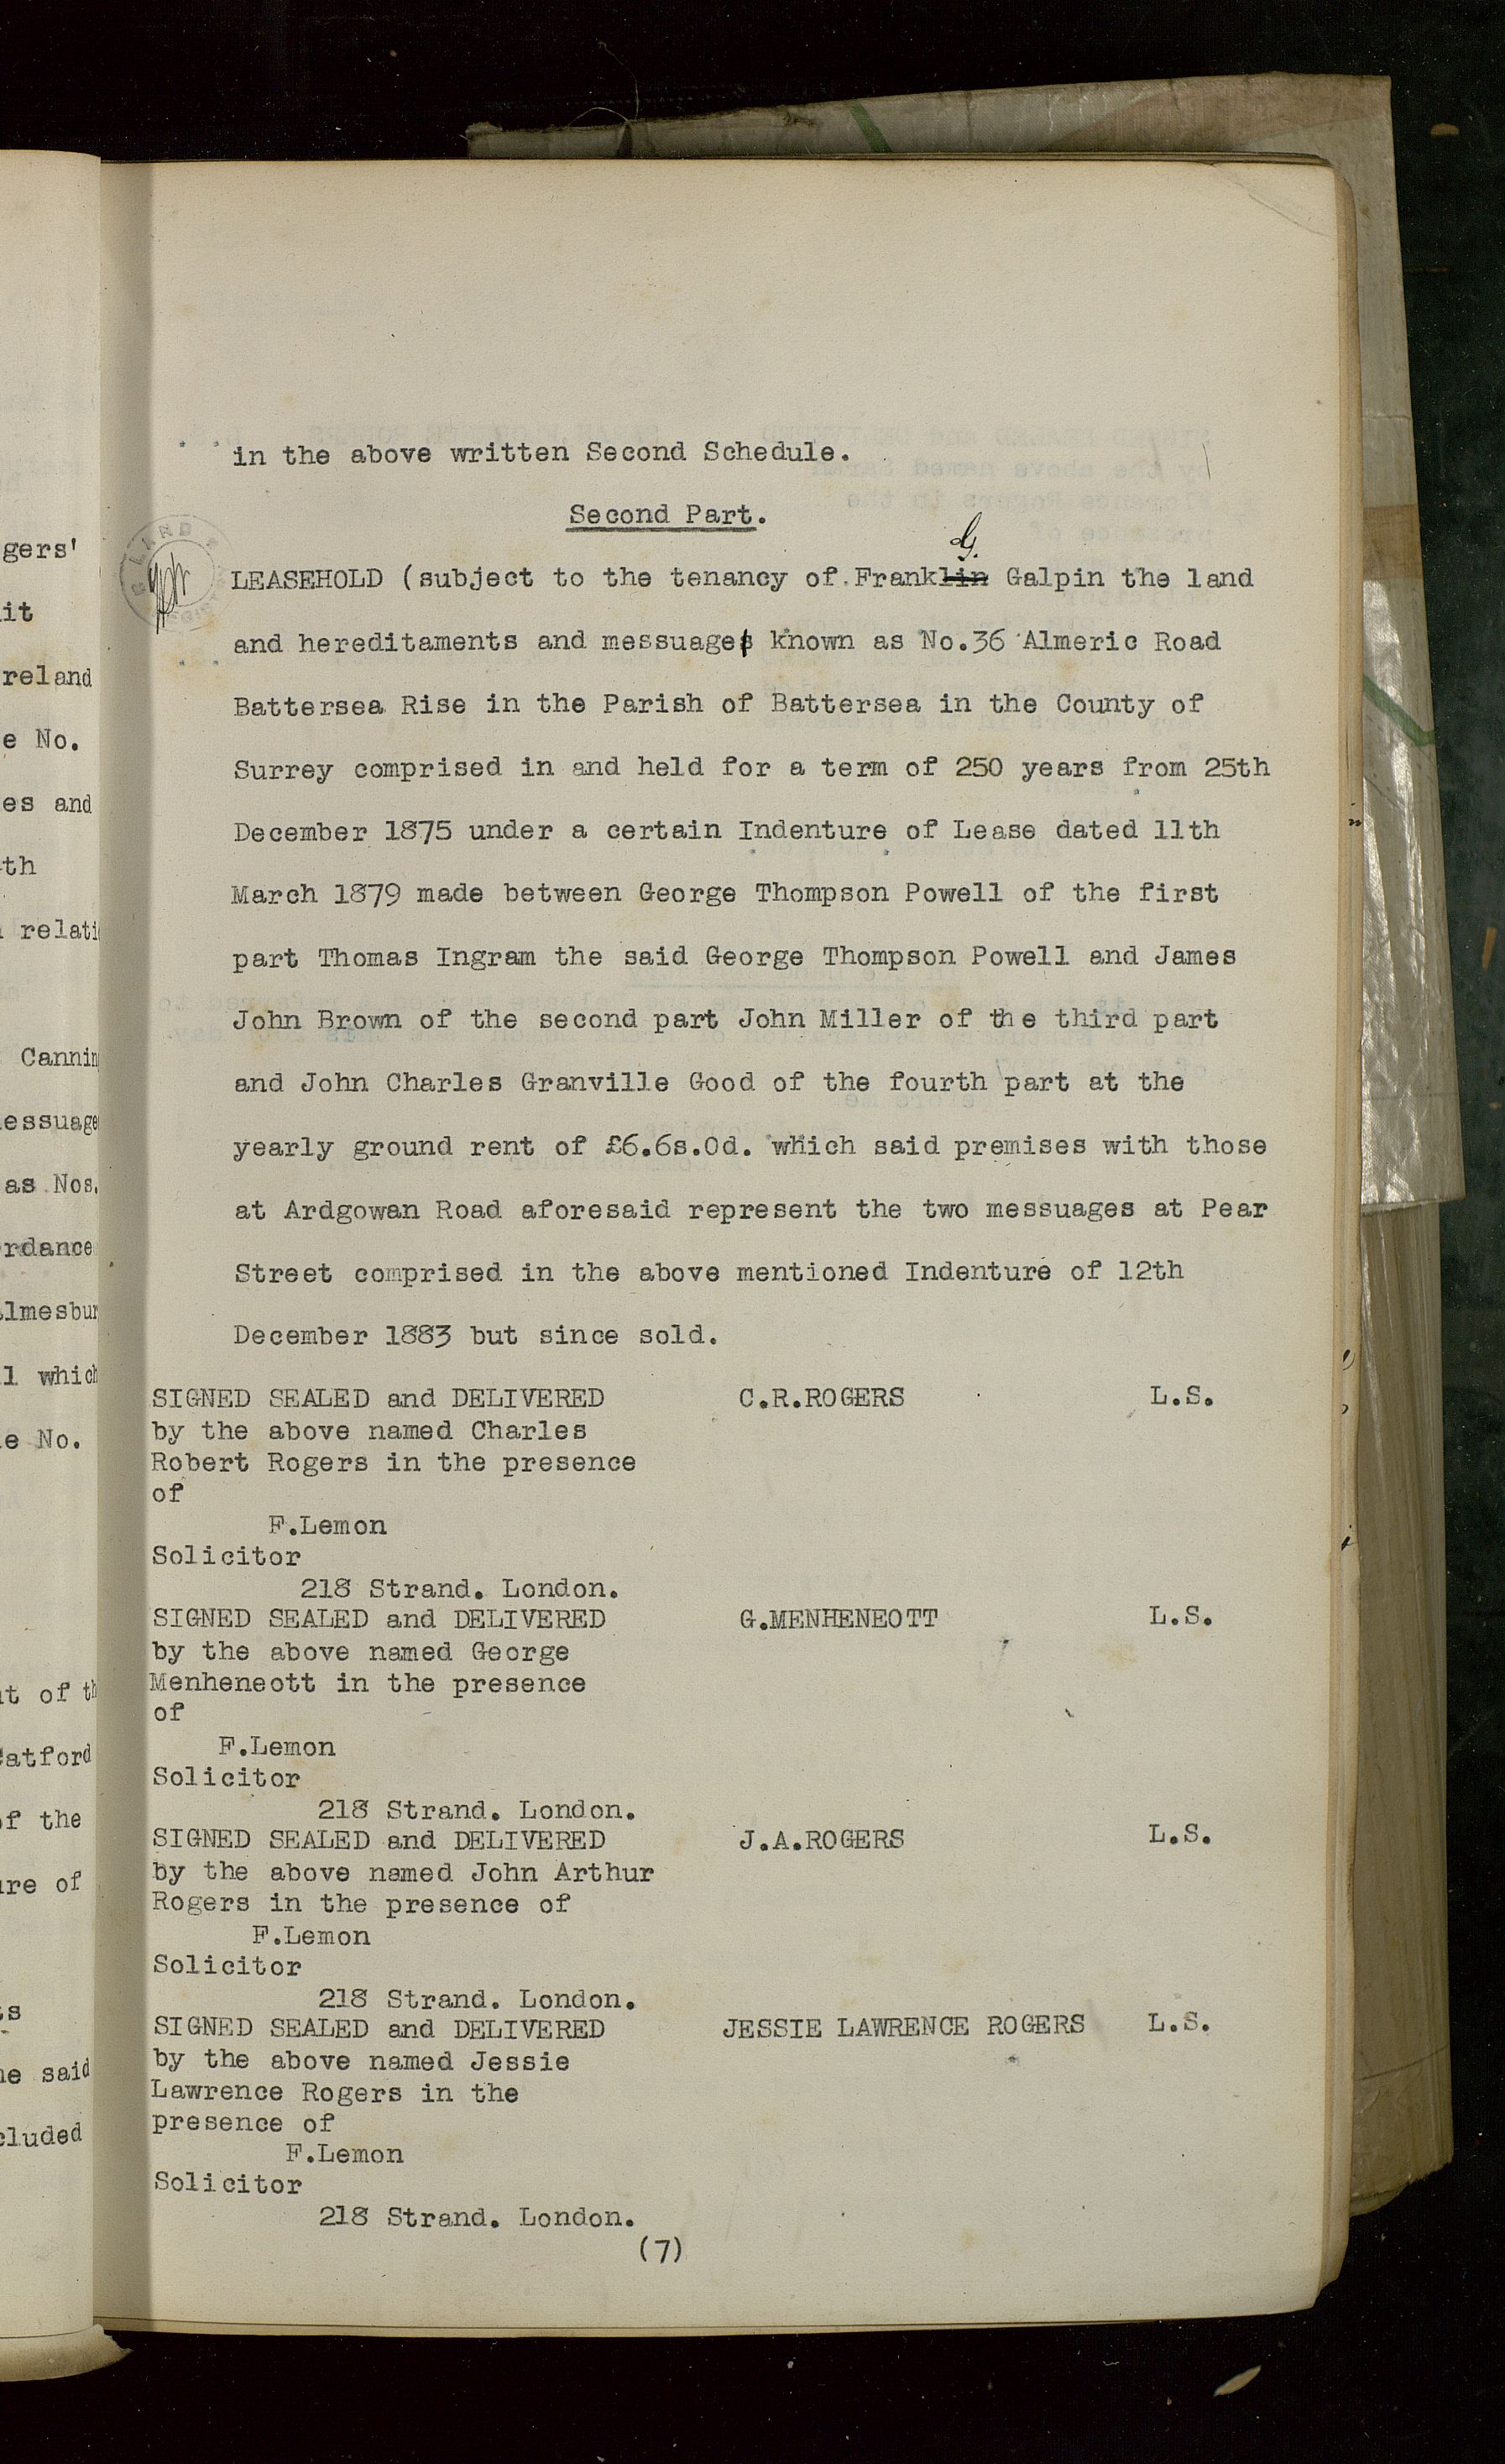 in the above written Second Schedule.
Second Part.
G.
LEASEHOLD (subject to the tenancy of Franklin Galpin the land
and hereditaments and messuages known as No.36 Almeric Road
Battersea Rise in the Parish of Battersea in the County of
Surrey comprised in and held for a term of 250 years from 25th
December 1875 under a certain Indenture of Lease dated 11th
March 1879 made between George Thompson Powell of the first
part Thomas Ingram the said George Thompson Powell and James
John Brown of the second part John Miller of the third part
and John Charles Granville Good of the fourth part at the
yearly ground rent of £6.6s.0d. which said premises with those
at Ardgowan Road aforesaid represent the two messuages at Pear
Street comprised in the above mentioned Indenture of 12th
December 1883 but since sold.
SIGNED SEALED and DELIVERED C.R.ROGERS L.S.
by the above named Charles
Robert Rogers in the presence
of
F.Lemon
Solicitor
218 Strand. London.
SIGNED SEALED and DELIVERED G.MENHENEOTT L.S.
by the above named George
Menheneott in the presence
of
F.Lemon
Solicitor
218 Strand. London.
SIGNED SEALED and DELIVERED J.A.ROGERS L.S.
by the above named John Arthur
Rogers in the presence of
F.Lemon
Solicitor
218 Strand. London.
SIGNED SEALED and DELIVERED JESSIE LAWRENCE ROGERS L.S.
by the above named Jessie
Lawrence Rogers in the
presence of
F.Lemon
Solicitor
218 Strand. London.
(7)